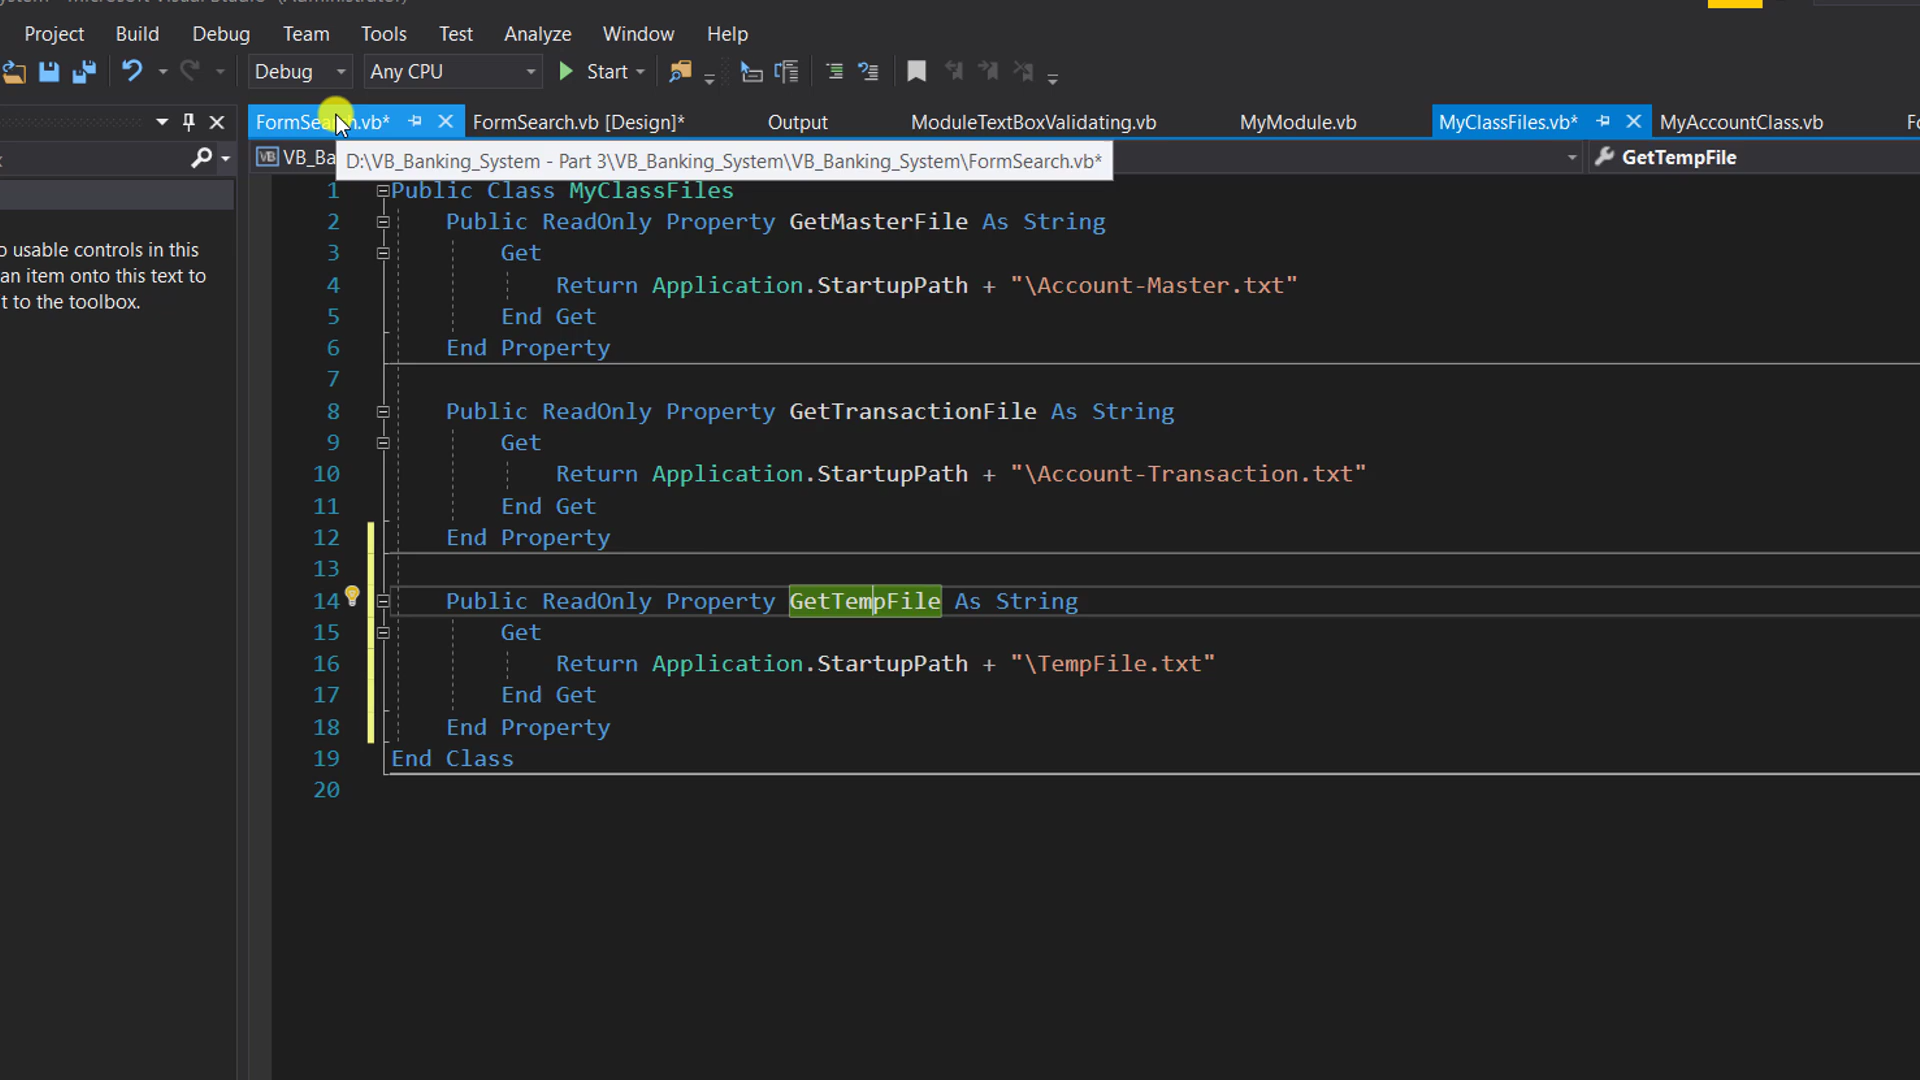 Project Build Debug Team Tools Test Analyze Window Help
Debug Any CPU Start
FormSearch.vb* FormSearch.vb [Design]* Output ModuleTextBoxValidating.vb MyModule.vb MyClassFiles.vb* MyAccountClass.vb
VB_Ba D:\VB_Banking_System - Part 3\VB_Banking_System\VB_Banking_System\FormSearch.vb* GetTempFile
o usable controls in this
an item onto this text to
t to the toolbox.
1 Public Class MyClassFiles
2 Public ReadOnly Property GetMasterFile As String
3 Get
4 Return Application.StartupPath + "\Account-Master.txt"
5 End Get
6 End Property
7
8 Public ReadOnly Property GetTransactionFile As String
9 Get
10 Return Application.StartupPath + "\Account-Transaction.txt"
11 End Get
12 End Property
13
14 Public ReadOnly Property GetTempFile As String
15 Get
16 Return Application.StartupPath + "\TempFile.txt"
17 End Get
18 End Property
19 End Class
20